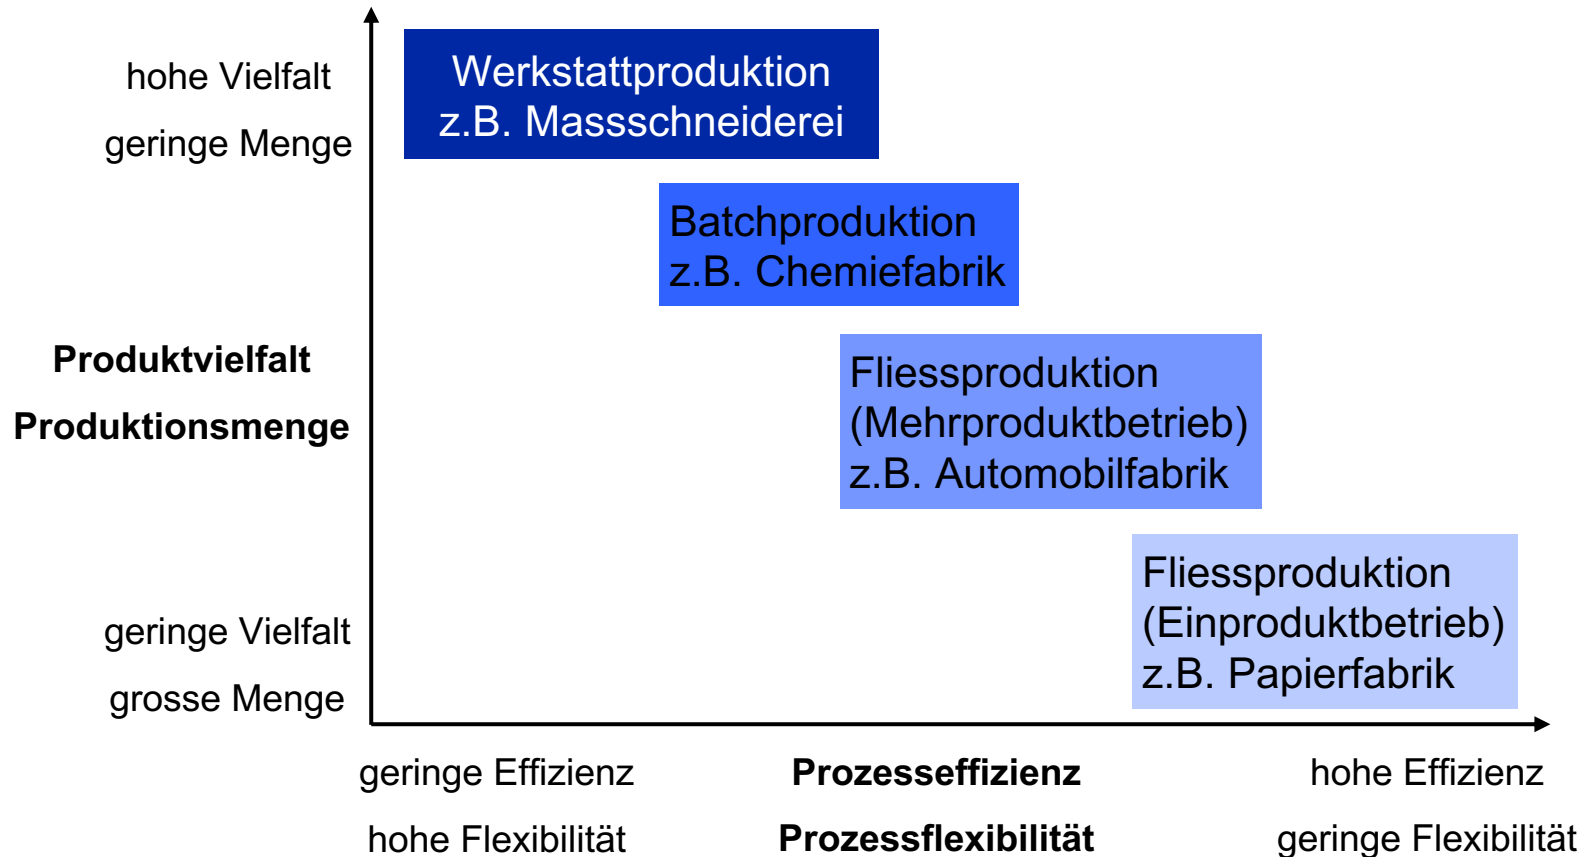 hohe Vielfalt
geringe Menge
Werkstattproduktion
z.B. Massschneiderei
Batchproduktion
z.B. Chemiefabrik
Produktvielfalt
Produktionsmenge
Fliessproduktion
(Mehrproduktbetrieb)
z.B. Automobilfabrik
Fliessproduktion
(Einproduktbetrieb)
z.B. Papierfabrik
geringe Vielfalt
grosse Menge
geringe Effizienz
hohe Flexibilität
Prozesseffizienz
Prozessflexibilität
hohe Effizienz
geringe Flexibilität